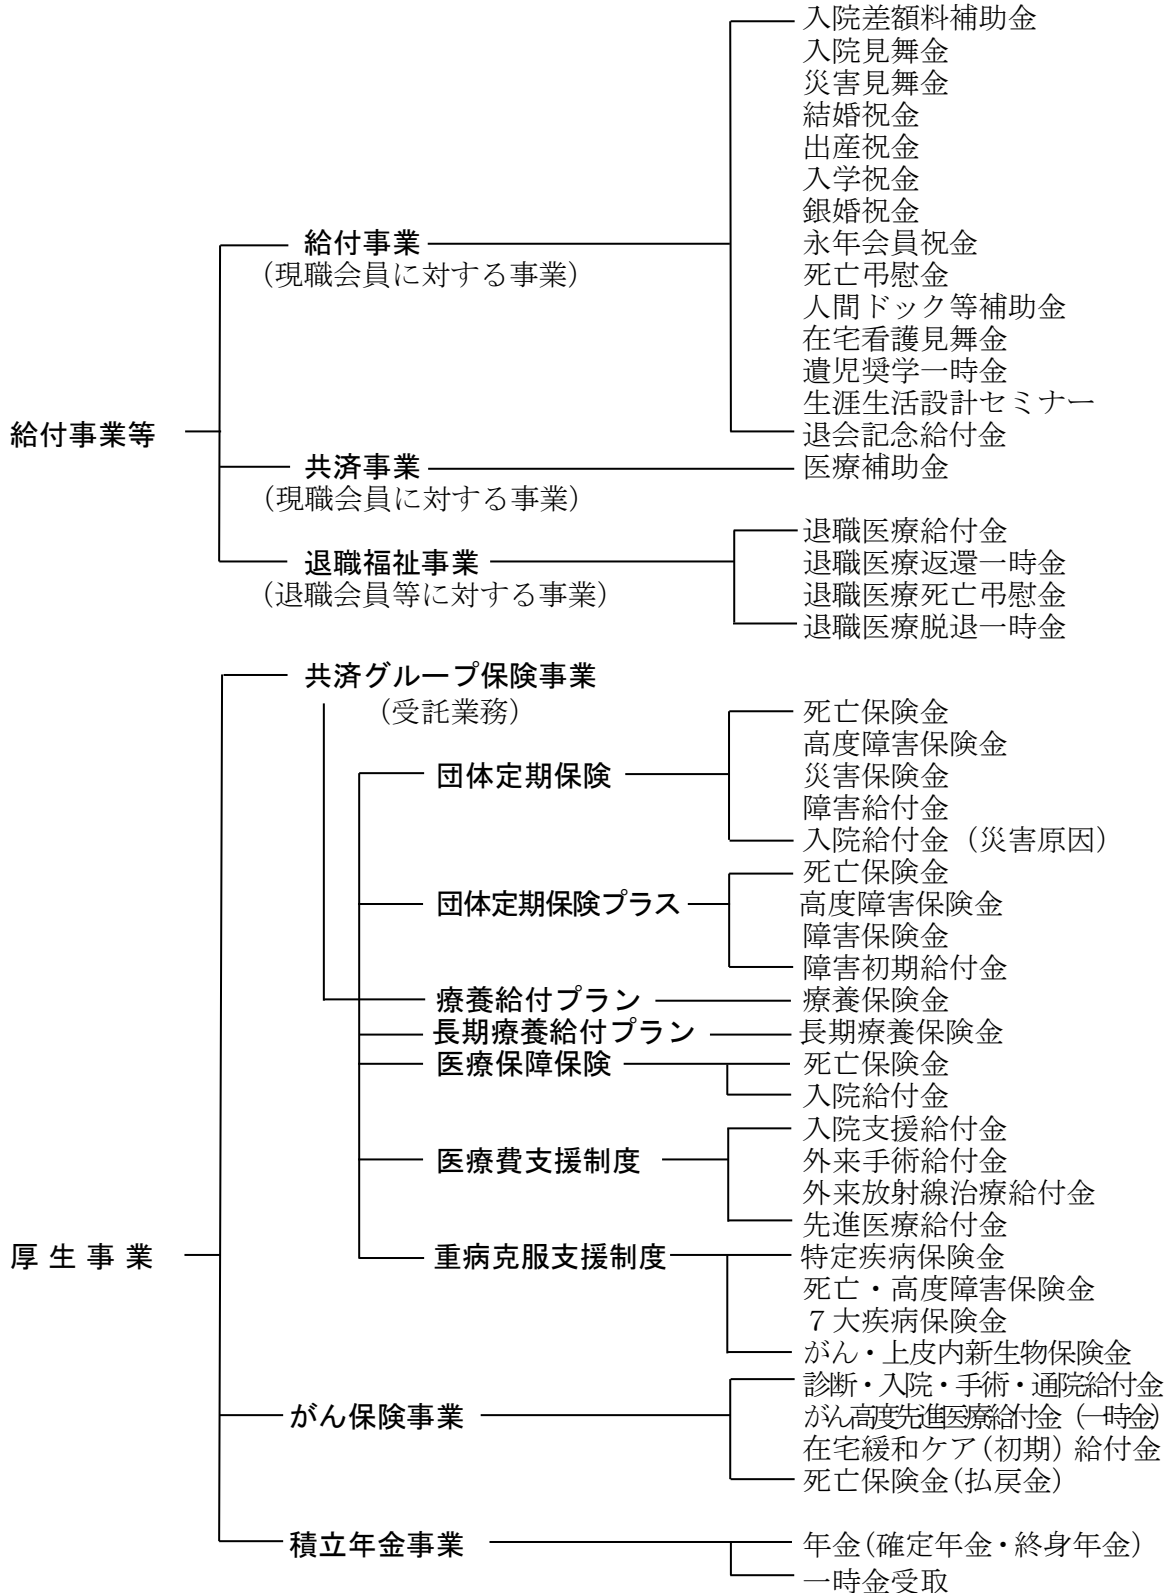 入院差額料補助金
入院見舞金
災害見舞金
結婚祝金
出産祝金
入学祝金
銀婚祝金
給付事業
永年会員祝金
(現職会員に対する事業)
死亡弔慰金
人間ドック等補助金
在宅看護見舞金
遺児奨学一時金
生涯生活設計セミナー
給付事業等
退会記念給付金
共済事業
医療補助金
(現職会員に対する事業)
退職医療給付金
退職福祉事業
退職医療返還一時金
(退職会員等に対する事業)
退職医療死亡弔慰金
退職医療脱退一時金
共済グループ保険事業
(受託業務)
死亡保険金
高度障害保険金
団体定期保険
災害保険金
障害給付金
入院給付金(災害原因)
死亡保険金
団体定期保険プラス
高度障害保険金
障害保険金
障害初期給付金
療養給付プラン
療養保険金
長期療養給付プラン
長期療養保険金
医療保障保険
死亡保険金
入院給付金
入院支援給付金
医療費支援制度
外来手術給付金
外来放射線治療給付金
先進医療給付金
厚生事業
重病克服支援制度
特定疾病保険金
死亡・高度障害保険金
7大疾病保険金
がん・上皮内新生物保険金
診断・入院・手術・通院給付金
がん保険事業
がん高度先進医療給付金(一時金)
在宅緩和ケア(初期)給付金
死亡保険金(払戻金)
積立年金事業
年金(確定年金・終身年金)
一時金受取